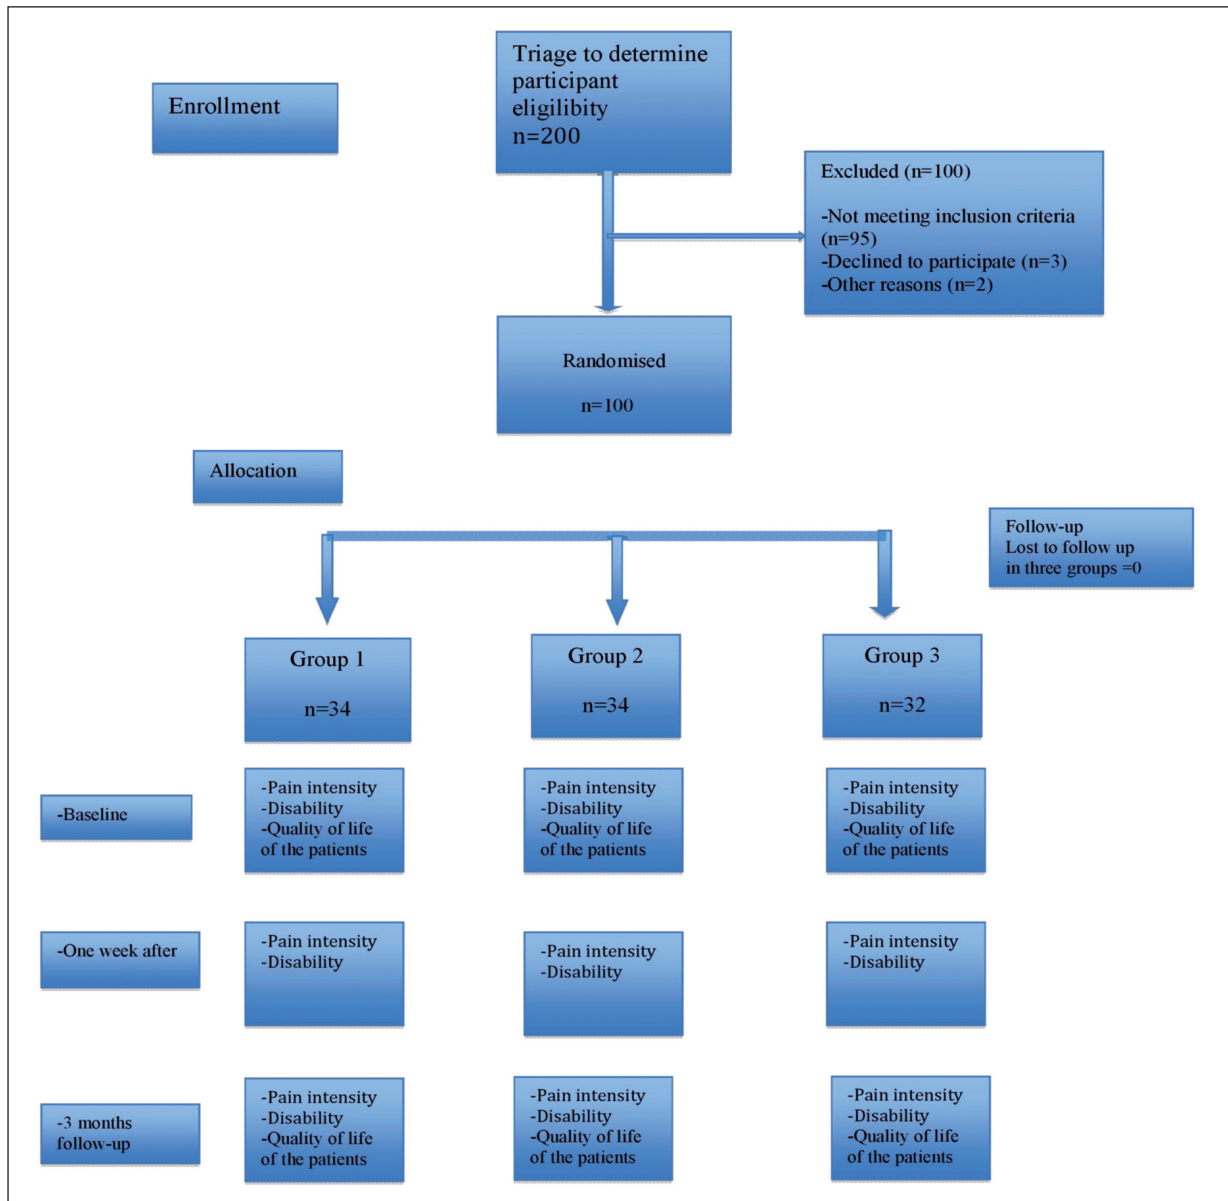 Triage to determine
participant
eligilibity
n=200
Enrollment
Excluded (n=100)
-Not meeting inclusion criteria
(n=95)
-Declined to participate (n=3)
-Other reasons (n=2)
Randomised
n=100
Allocation
Follow-up
Lost to follow up
in three groups =0
Group 1
n=34
Group 2
n=34
Group 3
n=32
-Baseline
-Pain intensity
-Disability
-Quality of life
of the patients
-Pain intensity
-Disability
-Quality of life
of the patients
-Pain intensity
-Disability
-Quality of life
of the patients
-One week after
-Pain intensity
-Disability
-Pain intensity
-Disability
-Pain intensity
-Disability
-3 months
follow-up
-Pain intensity
-Disability
-Quality of life
of the patients
-Pain intensity
-Disability
-Quality of life
of the patients
-Pain intensity
-Disability
-Quality of life
of the patients